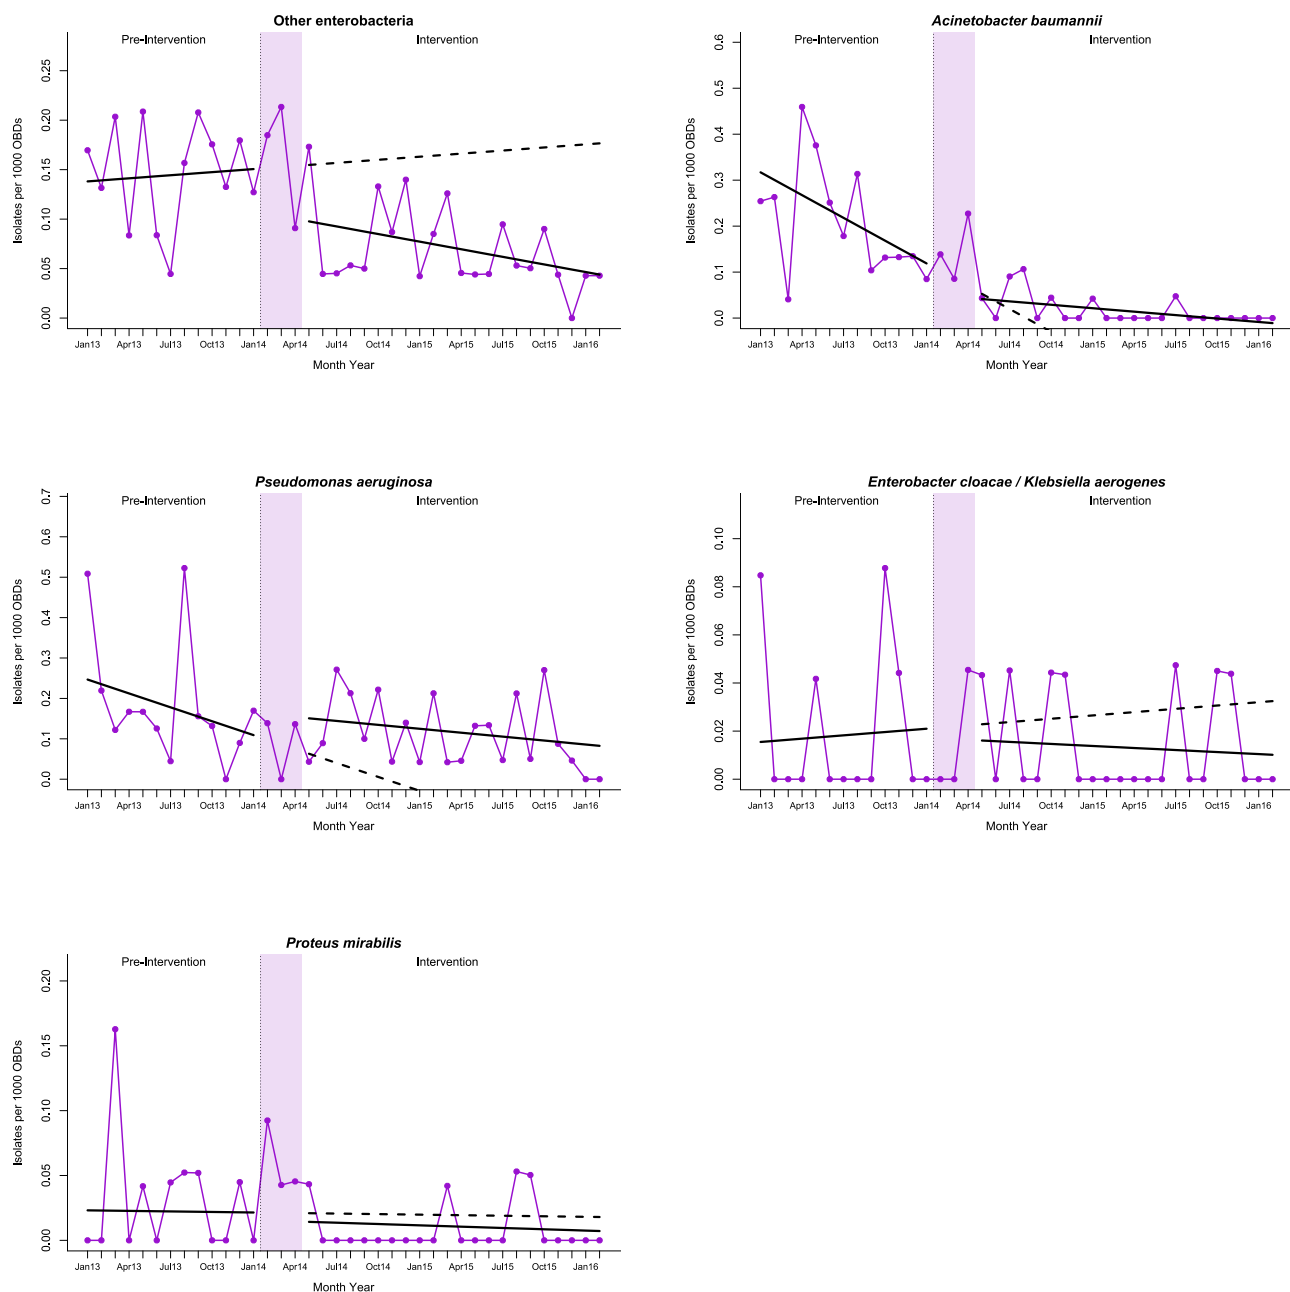 Other enterobacteria
Pre-Intervention
Intervention
Isolates per 1000 OBDs
0.25
0.20
0.15
0.10
0.05
0.00
Jan13 Apr13 Jul13 Oct13 Jan14 Apr14 Jul14 Oct14 Jan15 Apr15 Jul15 Oct15 Jan16
Month Year
Acinetobacter baumannii
Pre-Intervention
Intervention
Isolates per 1000 OBDs
0.6
0.5
0.4
0.3
0.2
0.1
0.0
Jan13 Apr13 Jul13 Oct13 Jan14 Apr14 Jul14 Oct14 Jan15 Apr15 Jul15 Oct15 Jan16
Month Year
Pseudomonas aeruginosa
Pre-Intervention
Intervention
Isolates per 1000 OBDs
0.7
0.6
0.5
0.4
0.3
0.2
0.1
0.0
Jan13 Apr13 Jul13 Oct13 Jan14 Apr14 Jul14 Oct14 Jan15 Apr15 Jul15 Oct15 Jan16
Month Year
Enterobacter cloacae / Klebsiella aerogenes
Pre-Intervention
Intervention
Isolates per 1000 OBDs
0.10
0.08
0.06
0.04
0.02
0.00
Jan13 Apr13 Jul13 Oct13 Jan14 Apr14 Jul14 Oct14 Jan15 Apr15 Jul15 Oct15 Jan16
Month Year
Proteus mirabilis
Pre-Intervention
Intervention
Isolates per 1000 OBDs
0.20
0.15
0.10
0.05
0.00
Jan13 Apr13 Jul13 Oct13 Jan14 Apr14 Jul14 Oct14 Jan15 Apr15 Jul15 Oct15 Jan16
Month Year